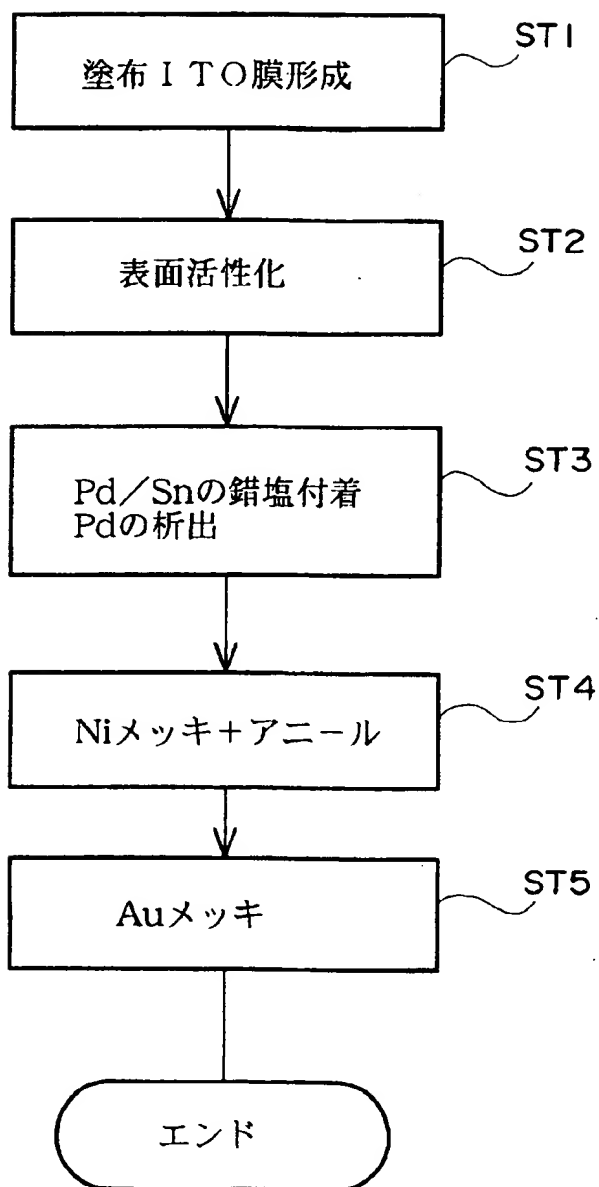 塗布ITO膜形成
ST1
表面活性化
ST2
Pd/Snの錯塩付着
Pdの析出
ST3
Niメッキ+アニール
ST4
Auメッキ
ST5
エンド